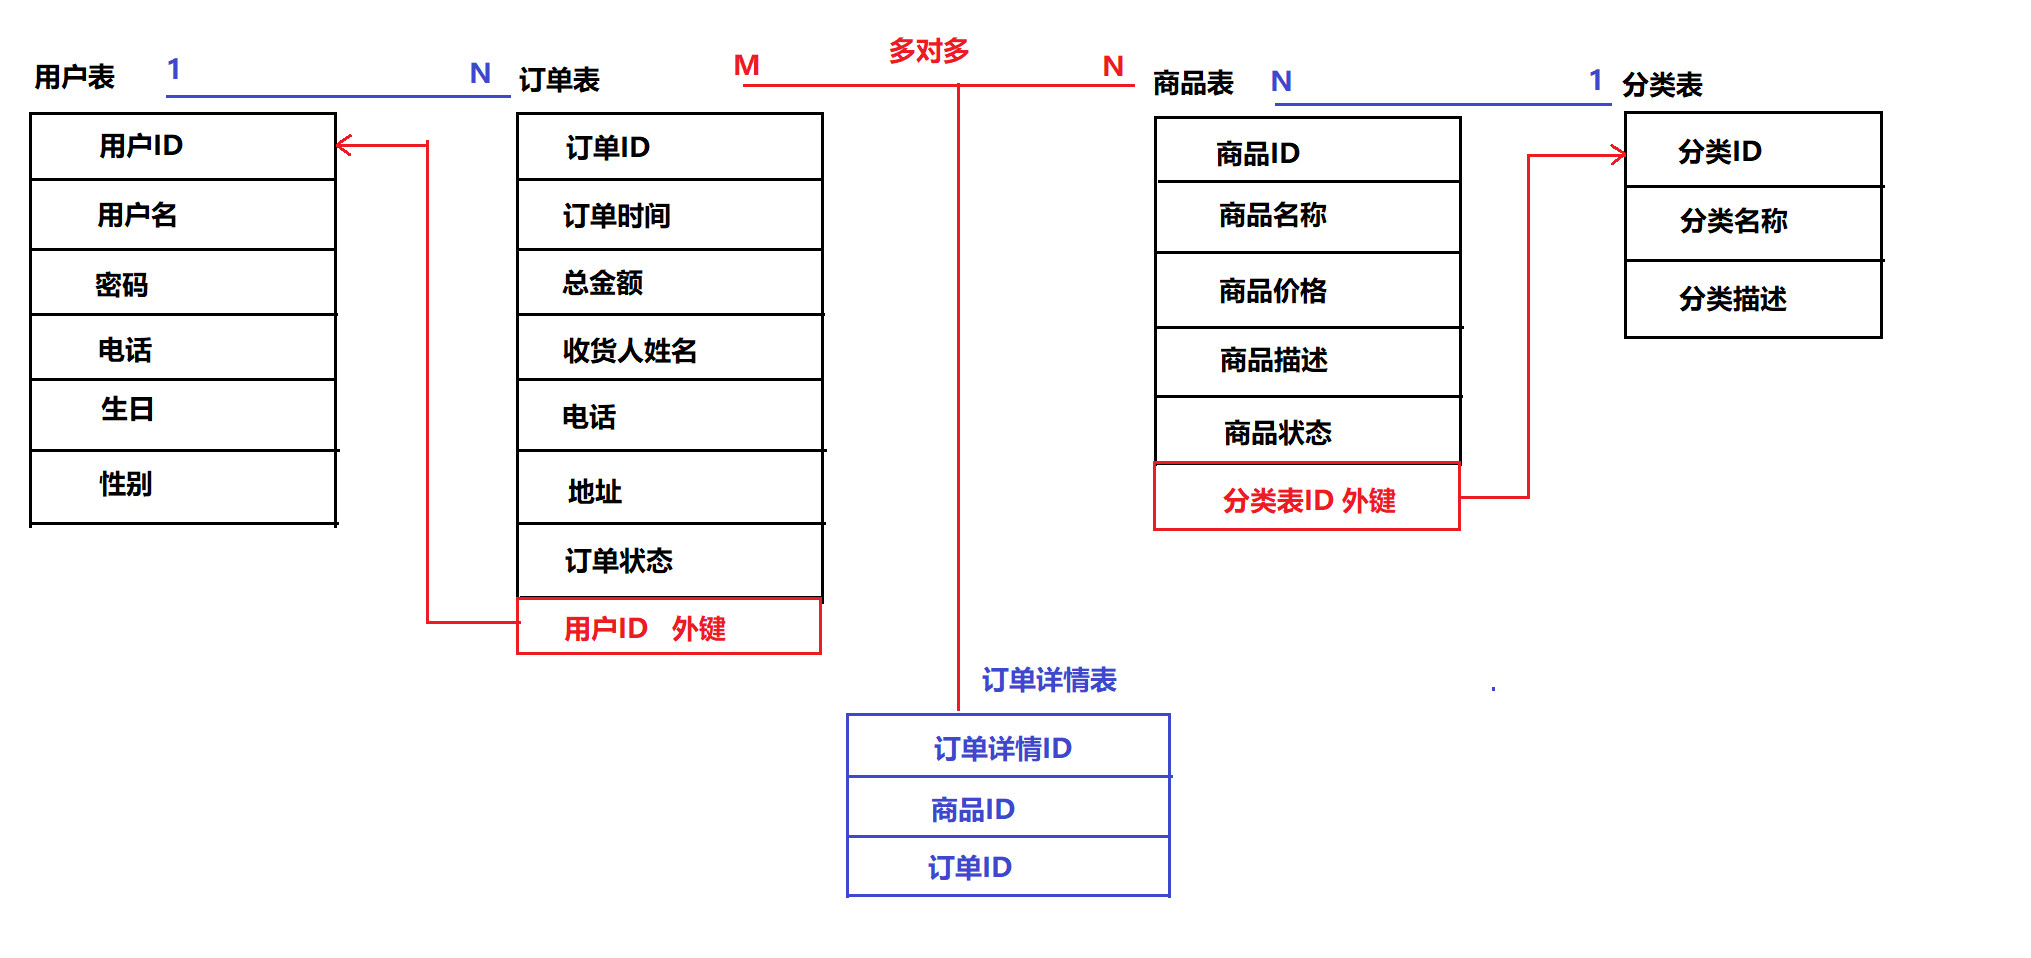 用户表
1
N
用户ID
用户名
密码
电话
生日
性别
订单表
订单ID
订单时间
总金额
收货人姓名
电话
地址
订单状态
用户ID 外键
M
多对多
N
商品表
商品ID
商品名称
商品价格
商品描述
商品状态
分类表ID 外键
N
1
分类表
分类ID
分类名称
分类描述
订单详情表
订单详情ID
商品ID
订单ID